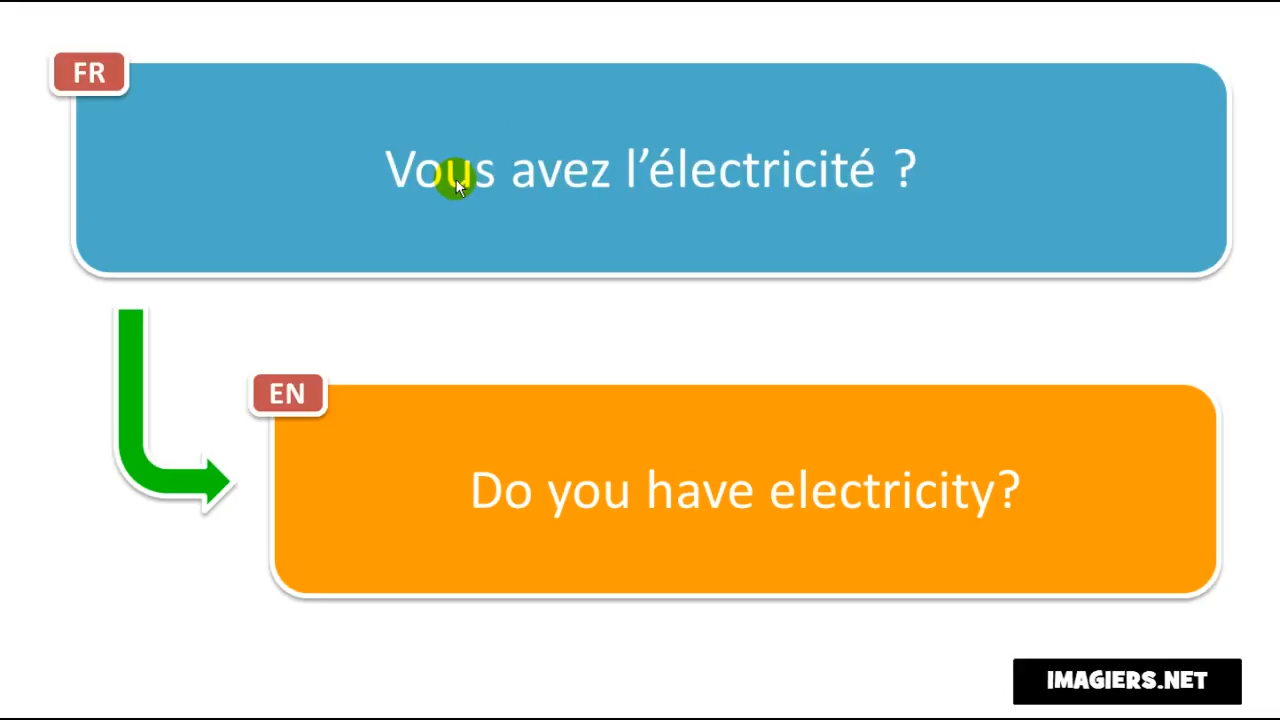 FR
Vous avez l’électricité ?
EN
Do you have electricity?
IMAGIERS.NET